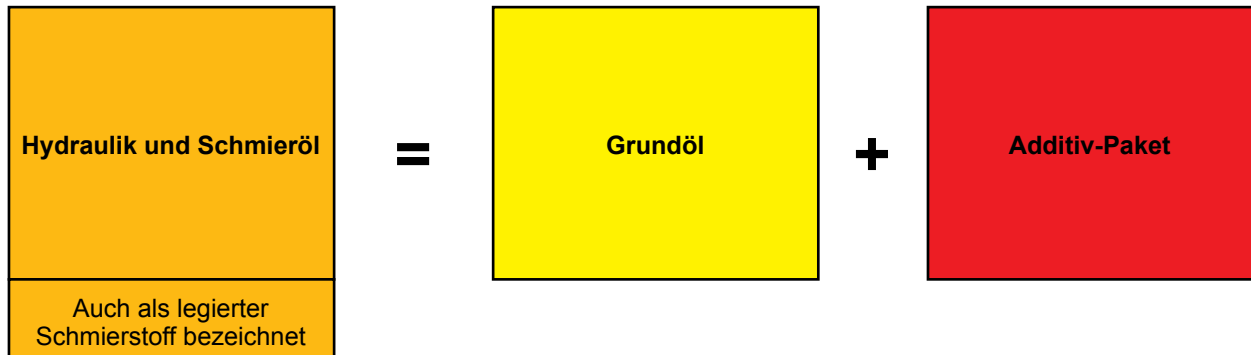 Hydraulik und Schmieröl = Grundöl + Additiv-Paket
Auch als legierter
Schmierstoff bezeichnet